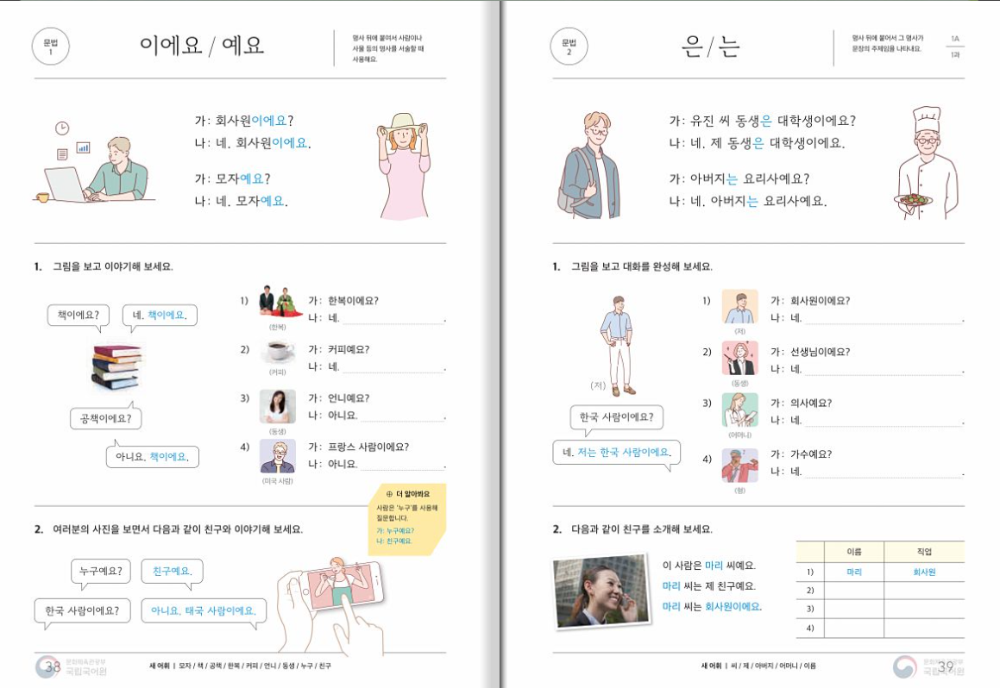 문법
1
이에요 / 예요
명사 뒤에 붙여서 사람이나
사물 등의 명사를 서술할 때
사용해요.
가: 회사원이에요?
나: 네. 회사원이에요.
가: 모자예요?
나: 네. 모자예요.
1. 그림을 보고 이야기해 보세요.
책이에요?
네. 책이에요.
공책이에요?
아니요. 책이에요.
1)
가: 한복이에요?
나: 네. .
(한복)
2)
가: 커피예요?
나: 네. .
(커피)
3)
가: 언니예요?
나: 아니요. .
(동생)
4)
가: 프랑스 사람이에요?
나: 아니요. .
(미국 사람)
⊕ 더 알아봐요
사람은 '누구'를 사용해
질문합니다.
가: 누구예요?
나: 친구예요.
2. 여러분의 사진을 보면서 다음과 같이 친구와 이야기해 보세요.
누구예요?
친구예요.
한국 사람이에요?
아니요. 태국 사람이에요.
38
문화체육관광부
국립국어원
새 어휘 | 모자 / 책 / 공책 / 한복 / 커피 / 언니 / 동생 / 누구 / 친구
문법
2
은 / 는
명사 뒤에 붙어서 그 명사가
문장의 주제임을 나타내요.
1A
1과
가: 유진 씨 동생은 대학생이에요?
나: 네. 제 동생은 대학생이에요.
가: 아버지는 요리사예요?
나: 네. 아버지는 요리사예요.
1. 그림을 보고 대화를 완성해 보세요.
(저)
한국 사람이에요?
네. 저는 한국 사람이에요.
1)
가: 회사원이에요?
나: 네. .
(저)
2)
가: 선생님이에요?
나: 네. .
(동생)
3)
가: 의사예요?
나: 네. .
(어머니)
4)
가: 가수예요?
나: 네. .
(형)
2. 다음과 같이 친구를 소개해 보세요.
이 사람은 마리 씨예요.
마리 씨는 제 친구예요.
마리 씨는 회사원이에요.
이름 직업
1) 마리 회사원
2)
3)
4)
새 어휘 | 씨 / 제 / 아버지 / 어머니 / 이름
39
문화체육관광부
국립국어원